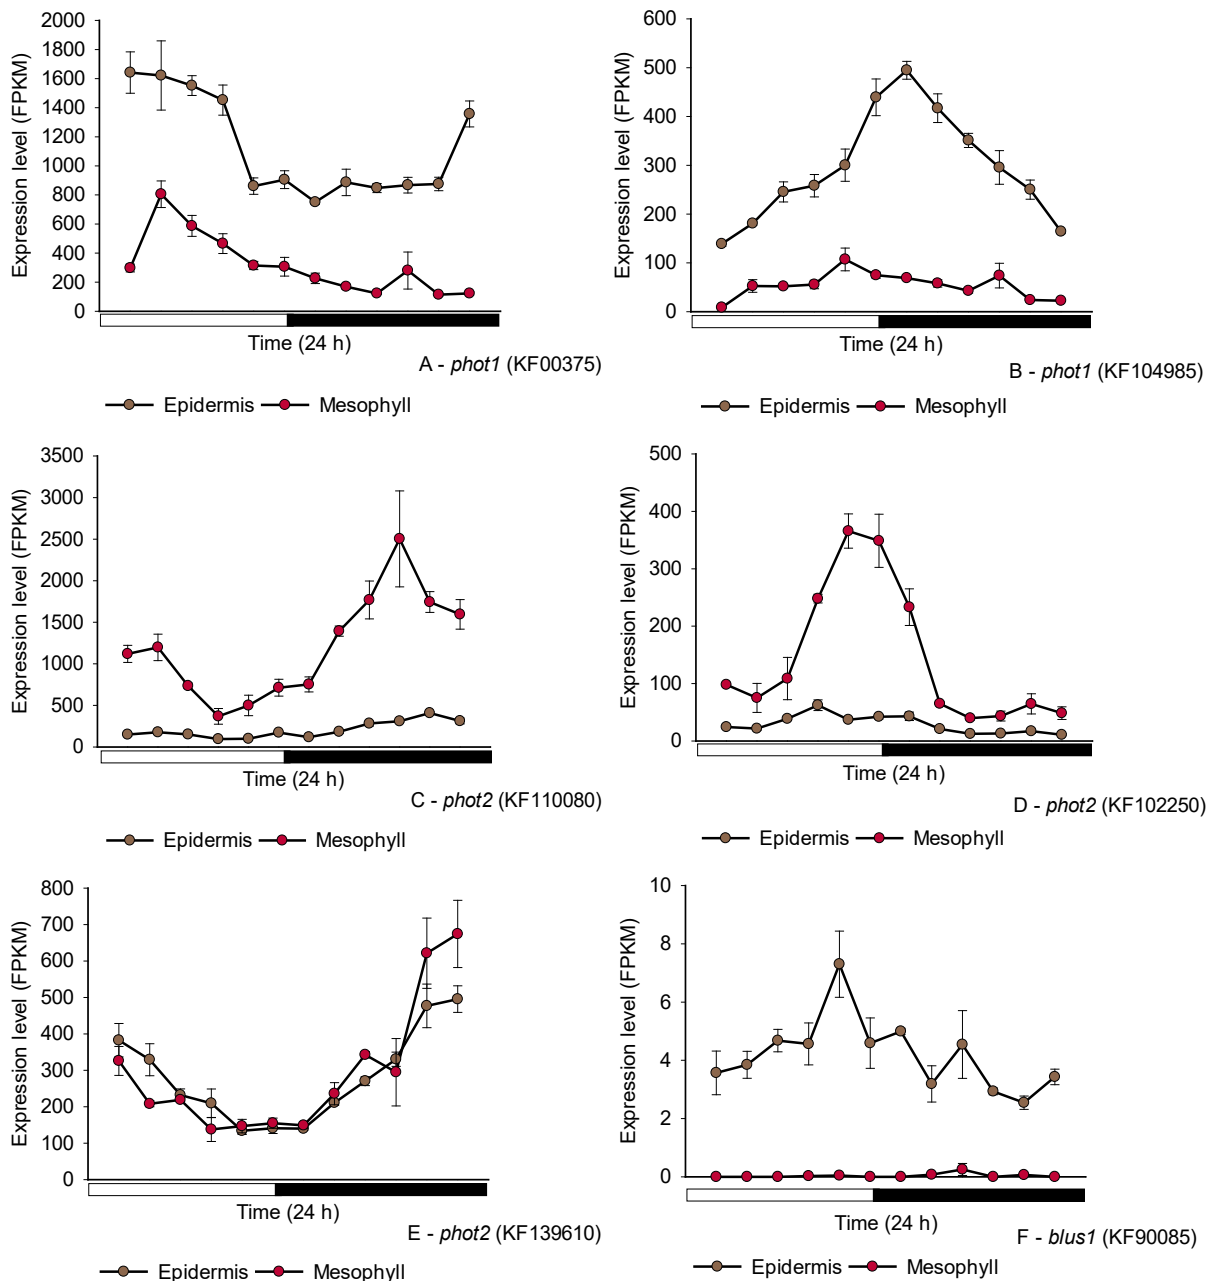 2000
1800
1600
1400
1200
1000
800
600
400
200
0
Expression level (FPKM)
Time (24 h)
A - phot1 (KF00375)
Epidermis Mesophyll
600
500
400
300
200
100
0
Expression level (FPKM)
Time (24 h)
B - phot1 (KF104985)
Epidermis Mesophyll
3500
3000
2500
2000
1500
1000
500
0
Expression level (FPKM)
Time (24 h)
C - phot2 (KF110080)
Epidermis Mesophyll
500
400
300
200
100
0
Expression level (FPKM)
Time (24 h)
D - phot2 (KF102250)
Epidermis Mesophyll
800
700
600
500
400
300
200
100
0
Expression level (FPKM)
Time (24 h)
E - phot2 (KF139610)
Epidermis Mesophyll
10
8
6
4
2
0
Expression level (FPKM)
Time (24 h)
F - blus1 (KF90085)
Epidermis Mesophyll